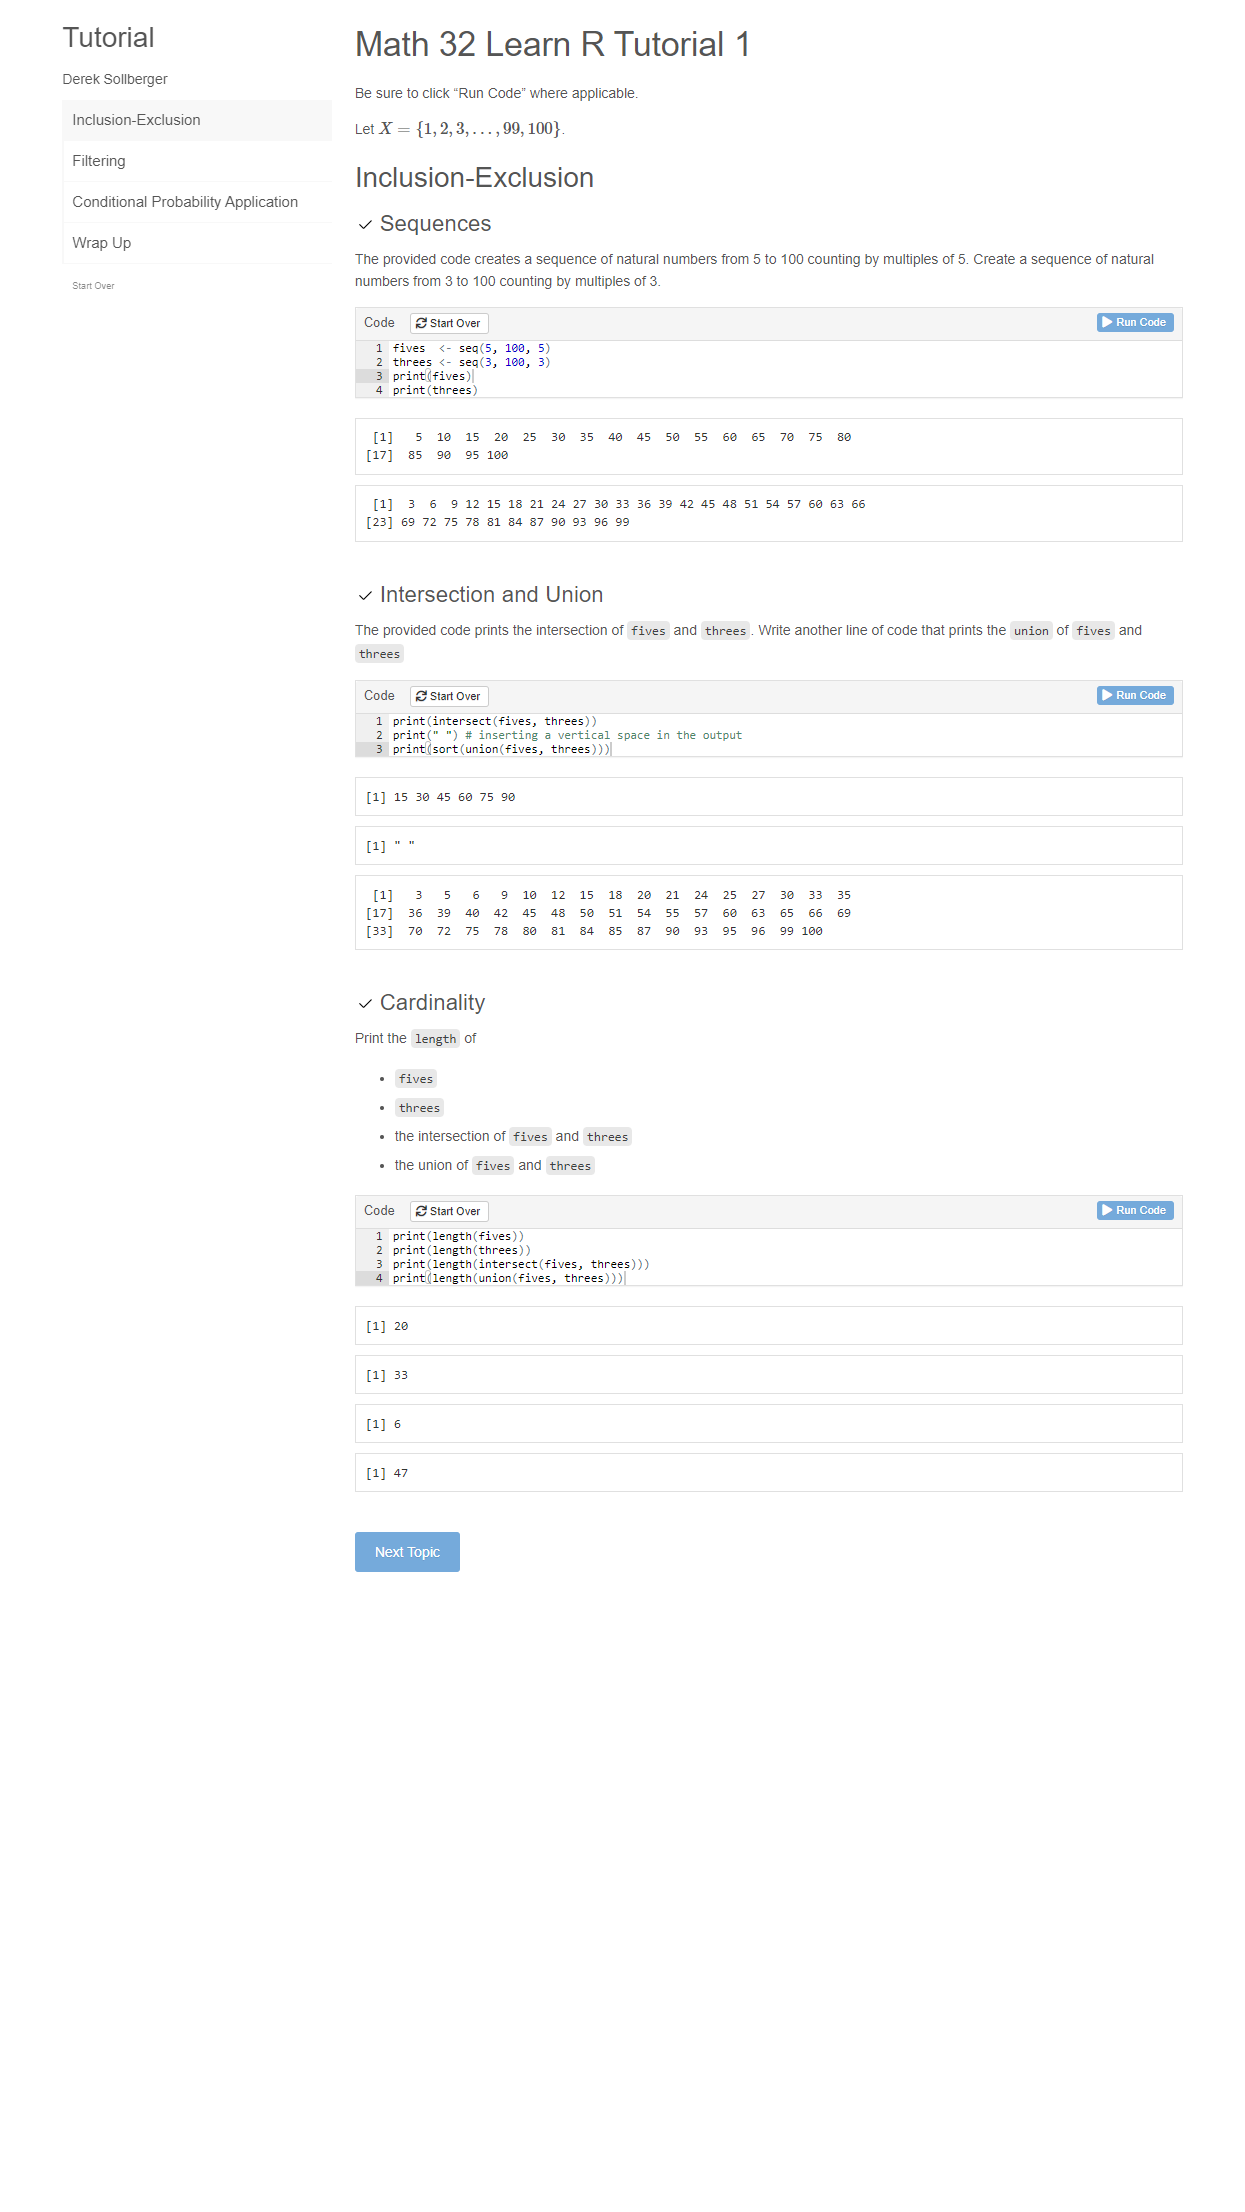 Tutorial
Derek Sollberger
Inclusion-Exclusion
Filtering
Conditional Probability Application
Wrap Up
Start Over
Math 32 Learn R Tutorial 1
Be sure to click “Run Code” where applicable.
Let X = {1, 2, 3, . . . , 99, 100}.
Inclusion-Exclusion
✓ Sequences
The provided code creates a sequence of natural numbers from 5 to 100 counting by multiples of 5. Create a sequence of natural
numbers from 3 to 100 counting by multiples of 3.
Code Start Over Run Code
1 fives  <- seq(5, 100, 5)
2 threes <- seq(3, 100, 3)
3 print(fives)
4 print(threes)
[1]   5  10  15  20  25  30  35  40  45  50  55  60  65  70  75  80
[17]  85  90  95 100
[1]  3  6  9 12 15 18 21 24 27 30 33 36 39 42 45 48 51 54 57 60 63 66
[23] 69 72 75 78 81 84 87 90 93 96 99
✓ Intersection and Union
The provided code prints the intersection of fives and threes. Write another line of code that prints the union of fives and
threes
Code Start Over Run Code
1 print(intersect(fives, threes))
2 print(" ") # inserting a vertical space in the output
3 print(sort(union(fives, threes)))
[1] 15 30 45 60 75 90
[1] " "
[1]   3   5   6   9  10  12  15  18  20  21  24  25  27  30  33  35
[17]  36  39  40  42  45  48  50  51  54  55  57  60  63  65  66  69
[33]  70  72  75  78  80  81  84  85  87  90  93  95  96  99 100
✓ Cardinality
Print the length of
• fives
• threes
• the intersection of fives and threes
• the union of fives and threes
Code Start Over Run Code
1 print(length(fives))
2 print(length(threes))
3 print(length(intersect(fives, threes)))
4 print(length(union(fives, threes)))
[1] 20
[1] 33
[1] 6
[1] 47
Next Topic